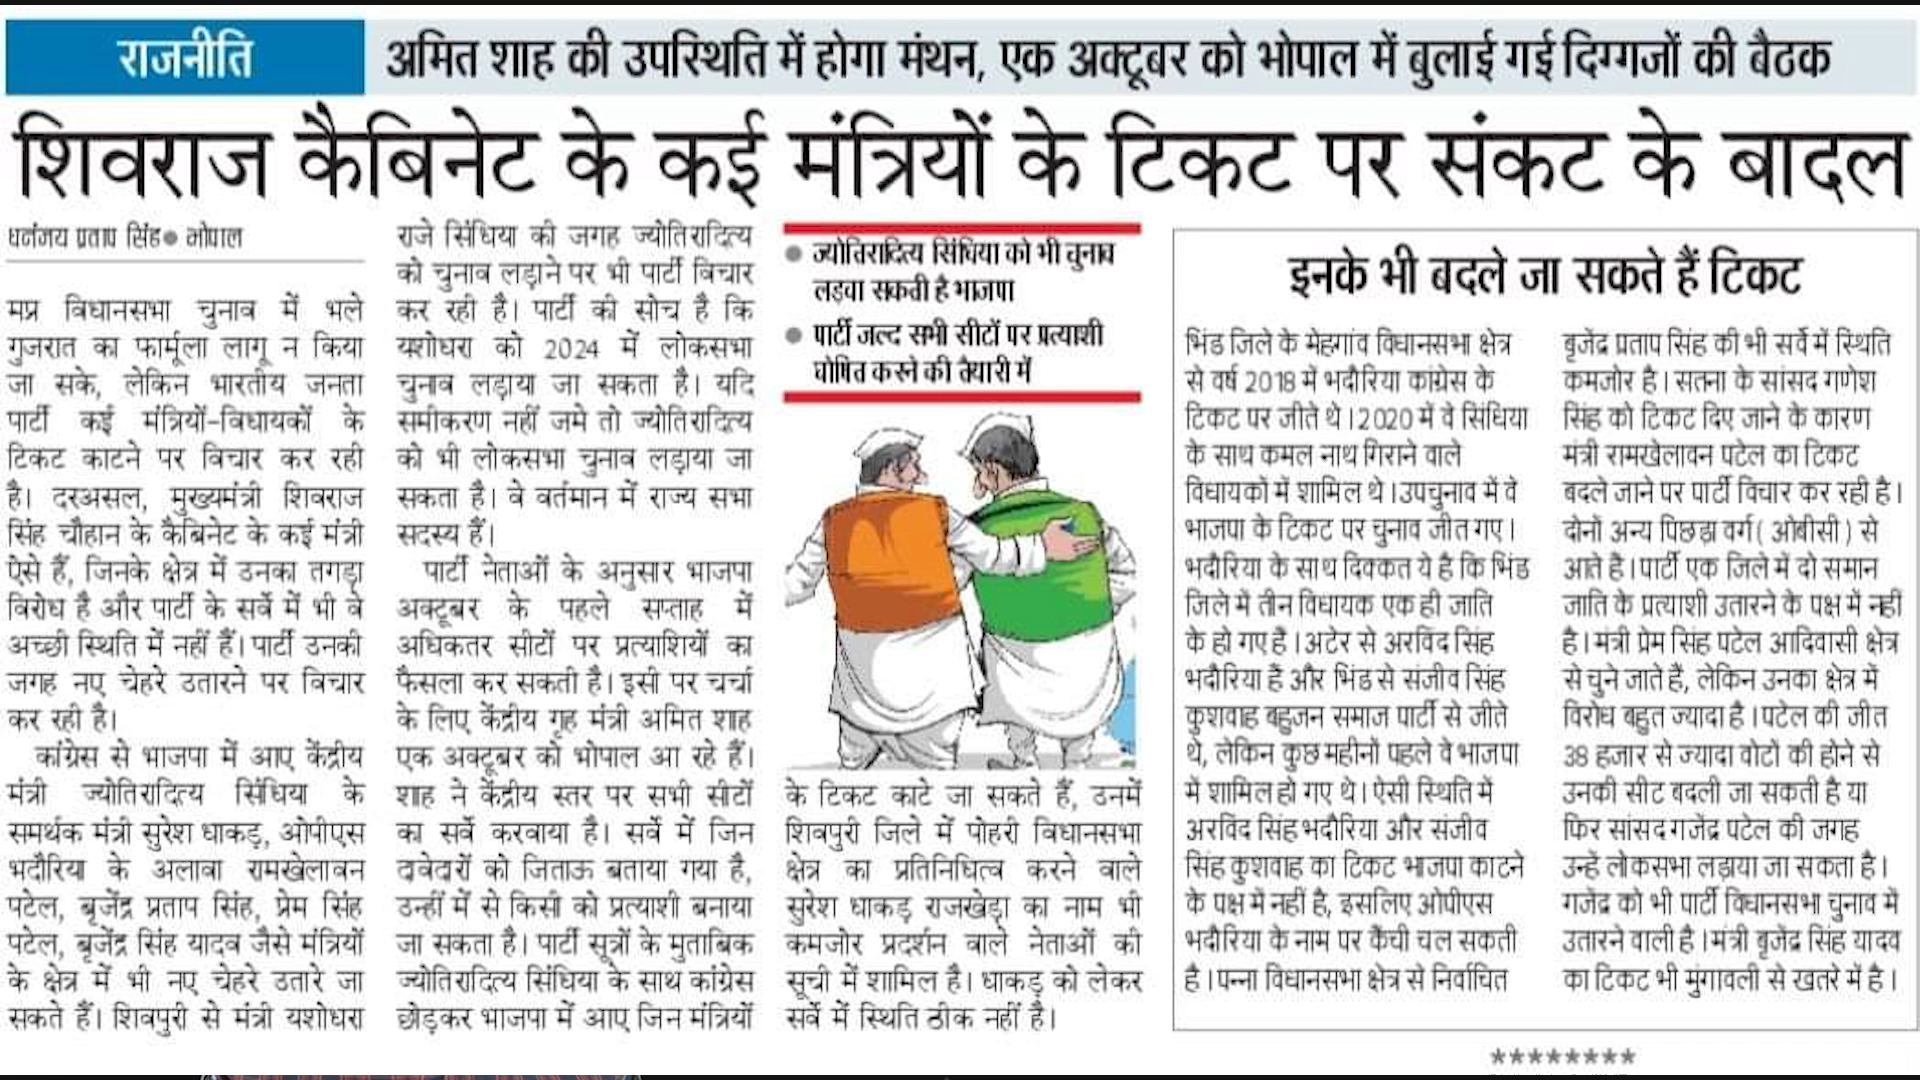 राजनीति
अमित शाह की उपस्थिति में होगा मंथन, एक अक्टूबर को भोपाल में बुलाई गई दिग्गजों की बैठक
शिवराज कैबिनेट के कई मंत्रियों के टिकट पर संकट के बादल
धनंजय प्रताप सिंह● भोपाल
मप्र विधानसभा चुनाव में भले
गुजरात का फार्मूला लागू न किया
जा सके, लेकिन भारतीय जनता
पार्टी कई मंत्रियों-विधायकों के
टिकट काटने पर विचार कर रही
है। दरअसल, मुख्यमंत्री शिवराज
सिंह चौहान के कैबिनेट के कई मंत्री
ऐसे हैं, जिनके क्षेत्र में उनका तगड़ा
विरोध है और पार्टी के सर्वे में भी वे
अच्छी स्थिति में नहीं हैं। पार्टी उनकी
जगह नए चेहरे उतारने पर विचार
कर रही है।
कांग्रेस से भाजपा में आए केंद्रीय
मंत्री ज्योतिरादित्य सिंधिया के
समर्थक मंत्री सुरेश धाकड़, ओपीएस
भदौरिया के अलावा रामखेलावन
पटेल, बृजेंद्र प्रताप सिंह, प्रेम सिंह
पटेल, बृजेंद्र सिंह यादव जैसे मंत्रियों
के क्षेत्र में भी नए चेहरे उतारे जा
सकते हैं। शिवपुरी से मंत्री यशोधरा
राजे सिंधिया की जगह ज्योतिरादित्य
को चुनाव लड़ाने पर भी पार्टी विचार
कर रही है। पार्टी की सोच है कि
यशोधरा को 2024 में लोकसभा
चुनाव लड़ाया जा सकता है। यदि
समीकरण नहीं जमे तो ज्योतिरादित्य
को भी लोकसभा चुनाव लड़ाया जा
सकता है। वे वर्तमान में राज्य सभा
सदस्य हैं।
पार्टी नेताओं के अनुसार भाजपा
अक्टूबर के पहले सप्ताह में
अधिकतर सीटों पर प्रत्याशियों का
फैसला कर सकती है। इसी पर चर्चा
के लिए केंद्रीय गृह मंत्री अमित शाह
एक अक्टूबर को भोपाल आ रहे हैं।
शाह ने केंद्रीय स्तर पर सभी सीटों
का सर्वे करवाया है। सर्वे में जिन
दावेदारों को जिताऊ बताया गया है,
उन्हीं में से किसी को प्रत्याशी बनाया
जा सकता है। पार्टी सूत्रों के मुताबिक
ज्योतिरादित्य सिंधिया के साथ कांग्रेस
छोड़कर भाजपा में आए जिन मंत्रियों
● ज्योतिरादित्य सिंधिया को भी चुनाव
लड़वा सकती है भाजपा
● पार्टी जल्द सभी सीटों पर प्रत्याशी
घोषित करने की तैयारी में
के टिकट काटे जा सकते हैं, उनमें
शिवपुरी जिले में पोहरी विधानसभा
क्षेत्र का प्रतिनिधित्व करने वाले
सुरेश धाकड़ राजखेड़ा का नाम भी
कमजोर प्रदर्शन वाले नेताओं की
सूची में शामिल है। धाकड़ को लेकर
सर्वे में स्थिति ठीक नहीं है।
इनके भी बदले जा सकते हैं टिकट
भिंड जिले के मेहगांव विधानसभा क्षेत्र
से वर्ष 2018 में भदौरिया कांग्रेस के
टिकट पर जीते थे। 2020 में वे सिंधिया
के साथ कमल नाथ गिराने वाले
विधायकों में शामिल थे। उपचुनाव में वे
भाजपा के टिकट पर चुनाव जीत गए।
भदौरिया के साथ दिक्कत ये है कि भिंड
जिले में तीन विधायक एक ही जाति
के हो गए हैं। अटेर से अरविंद सिंह
भदौरिया हैं और भिंड से संजीव सिंह
कुशवाह बहुजन समाज पार्टी से जीते
थे, लेकिन कुछ महीनों पहले वे भाजपा
में शामिल हो गए थे। ऐसी स्थिति में
अरविंद सिंह भदौरिया और संजीव
सिंह कुशवाह का टिकट भाजपा काटने
के पक्ष में नहीं है, इसलिए ओपीएस
भदौरिया के नाम पर कैंची चल सकती
है। पन्ना विधानसभा क्षेत्र से निर्वाचित
बृजेंद्र प्रताप सिंह की भी सर्वे में स्थिति
कमजोर है। सतना के सांसद गणेश
सिंह को टिकट दिए जाने के कारण
मंत्री रामखेलावन पटेल का टिकट
बदले जाने पर पार्टी विचार कर रही है।
दोनों अन्य पिछड़ा वर्ग (ओबीसी) से
आते हैं। पार्टी एक जिले में दो समान
जाति के प्रत्याशी उतारने के पक्ष में नहीं
है। मंत्री प्रेम सिंह पटेल आदिवासी क्षेत्र
से चुने जाते हैं, लेकिन उनका क्षेत्र में
विरोध बहुत ज्यादा है। पटेल की जीत
38 हजार से ज्यादा वोटों की होने से
उनकी सीट बदली जा सकती है या
फिर सांसद गजेंद्र पटेल की जगह
उन्हें लोकसभा लड़ाया जा सकता है।
गजेंद्र को भी पार्टी विधानसभा चुनाव में
उतारने वाली है। मंत्री बृजेंद्र सिंह यादव
का टिकट भी मुंगावली से खतरे में है।
********